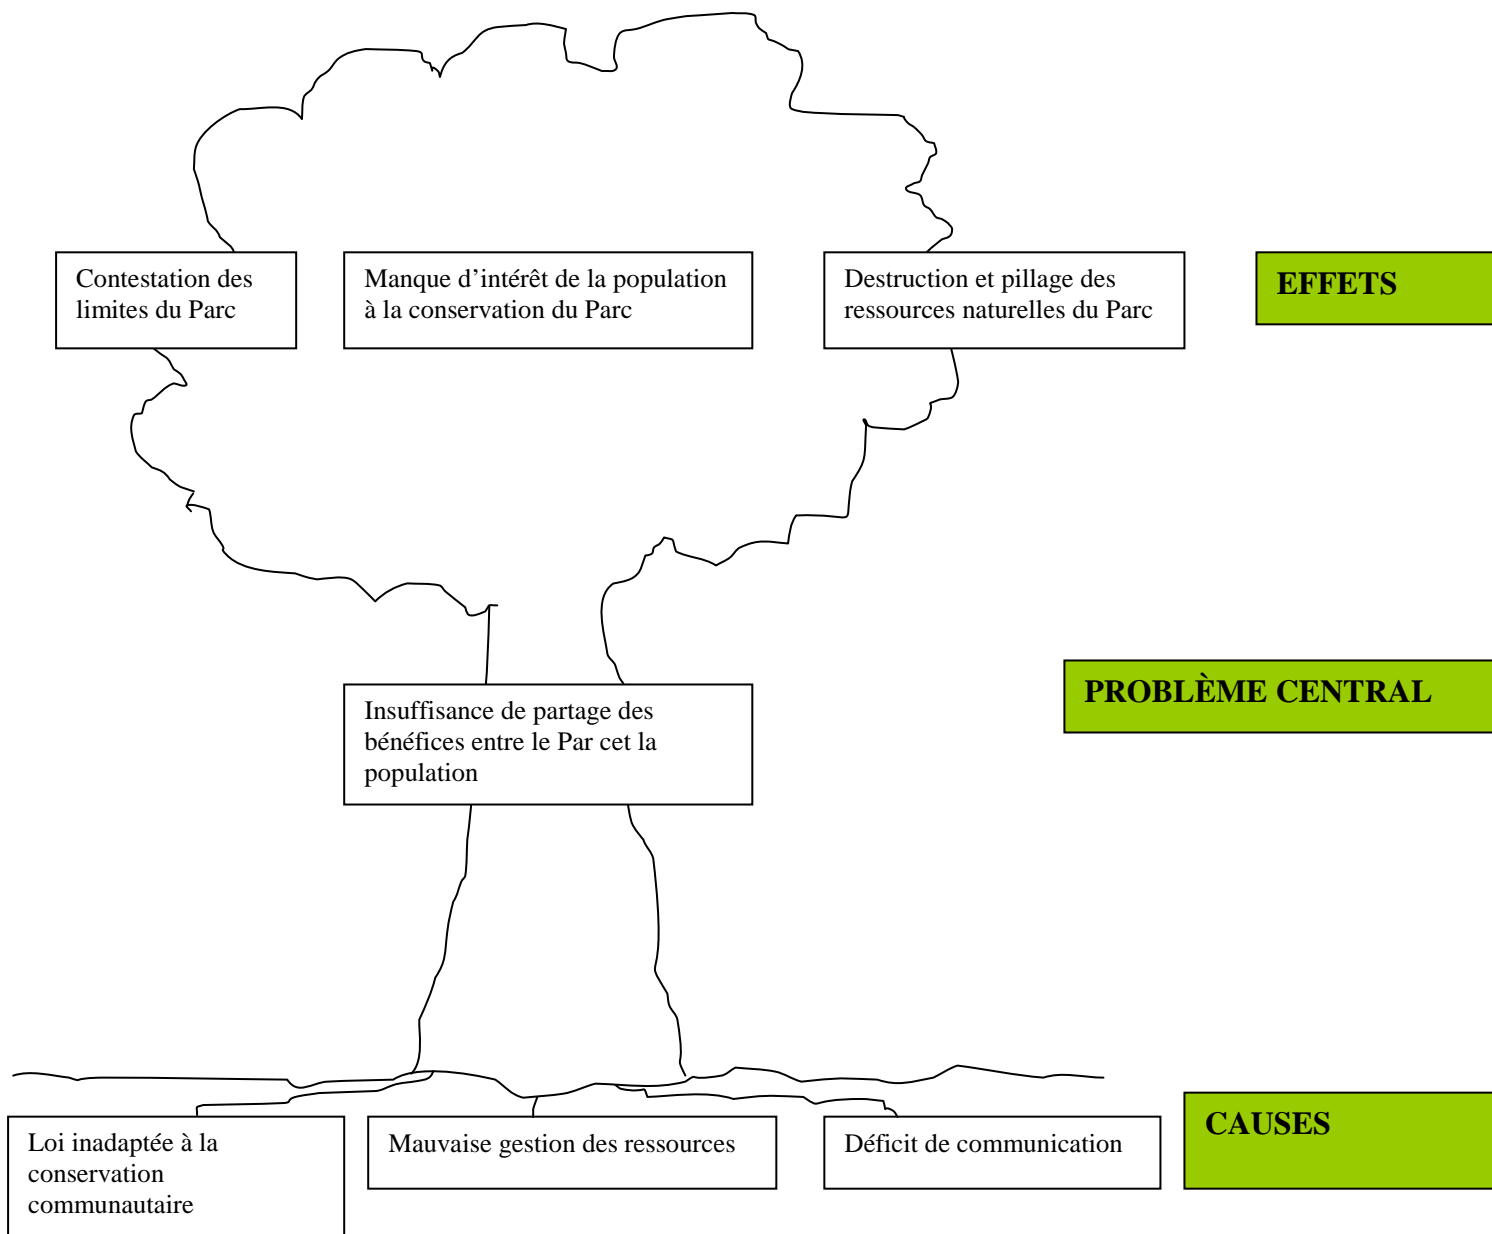 Contestation des
limites du Parc
Manque d’intérêt de la population
à la conservation du Parc
Destruction et pillage des
ressources naturelles du Parc
EFFETS
Insuffisance de partage des
bénéfices entre le Par cet la
population
PROBLÈME CENTRAL
Loi inadaptée à la
conservation
communautaire
Mauvaise gestion des ressources
Déficit de communication
CAUSES